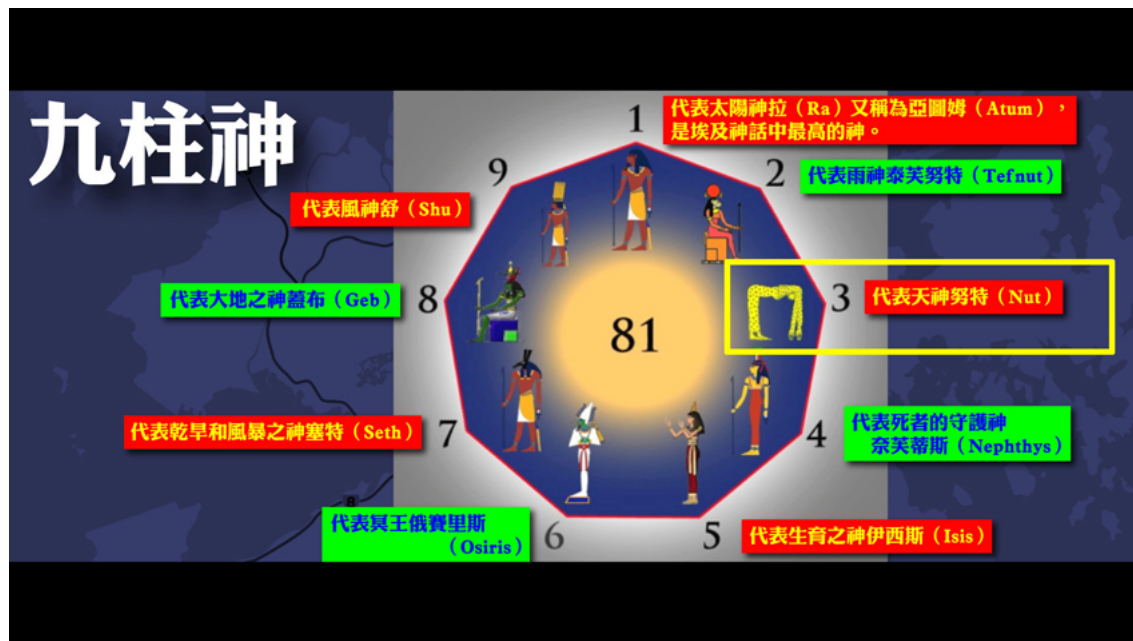 九柱神
1
代表太陽神拉（Ra）又稱為亞圖姆（Atum），
是埃及神話中最高的神。
2
代表雨神泰芙努特（Tefnut）
3
代表天神努特（Nut）
4
代表死者的守護神
奈芙蒂斯（Nephthys）
5
代表生育之神伊西斯（Isis）
6
代表冥王俄賽里斯
（Osiris）
7
代表乾旱和風暴之神塞特（Seth）
8
代表大地之神蓋布（Geb）
9
代表風神舒（Shu）
81
8